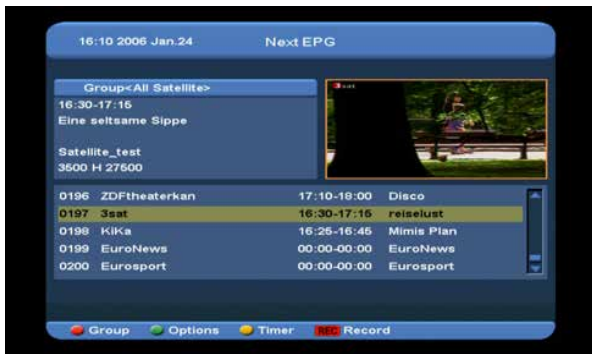 16:10 2006 Jan.24 Next EPG
Group<All Satellite>
16:30-17:15
Eine seltsame Sippe
Satellite_test
3500 H 27500
3sat
0196 ZDFtheaterkan 17:10-18:00 Disco
0197 3sat 16:30-17:15 reiselust
0198 KiKa 16:25-16:45 Mimis Plan
0199 EuroNews 00:00-00:00 EuroNews
0200 Eurosport 00:00-00:00 Eurosport
Group Options Timer REC Record